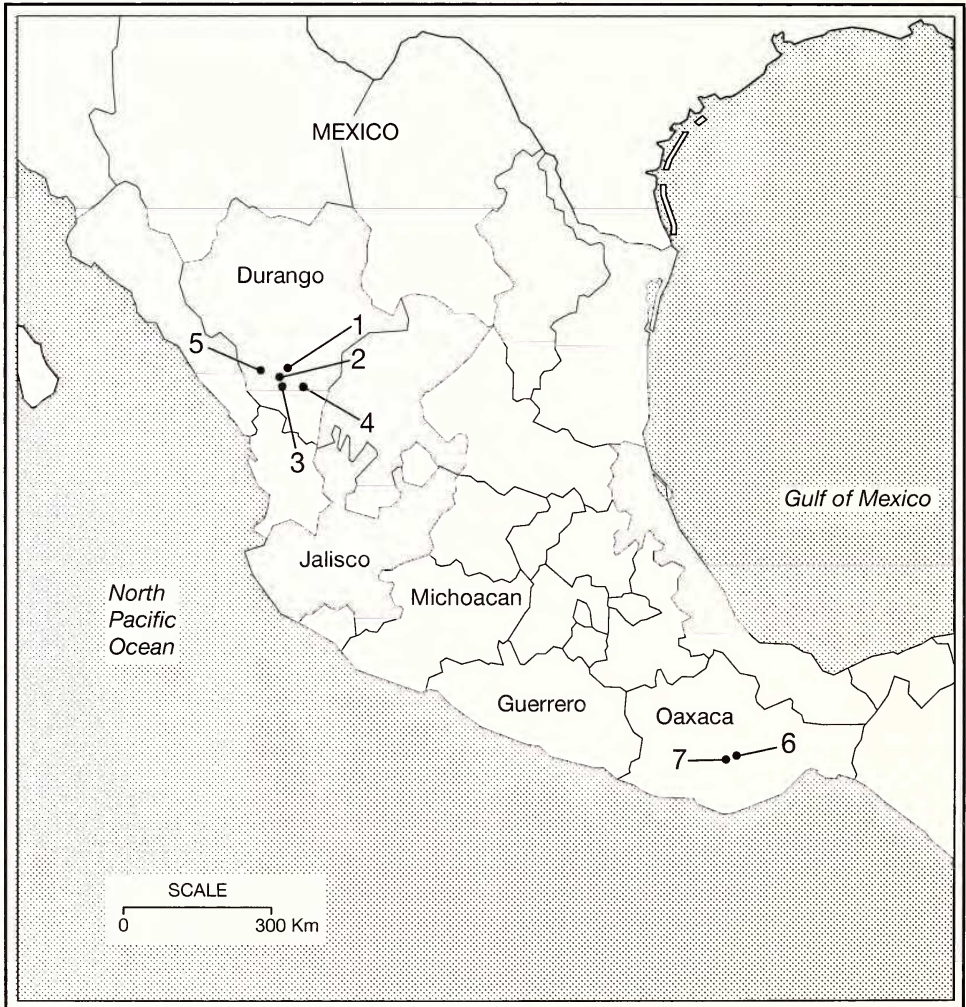 MEXICO
Durango
1
5
2
4
3
Gulf of Mexico
Jalisco
North
Pacific
Ocean
Michoacan
Guerrero
Oaxaca
6
7
SCALE
0 300 Km